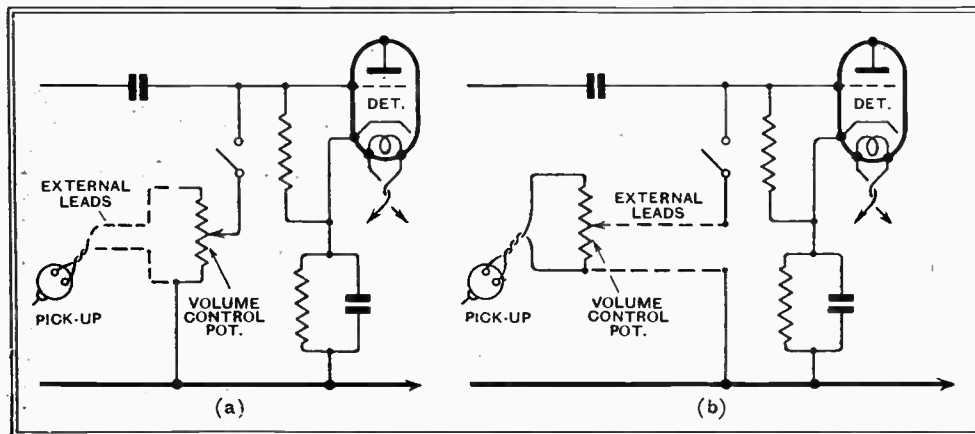 DET.
EXTERNAL
LEADS
PICK-UP
VOLUME
CONTROL
POT.
(a)
DET.
EXTERNAL
LEADS
PICK-UP
VOLUME
CONTROL
POT.
(b)